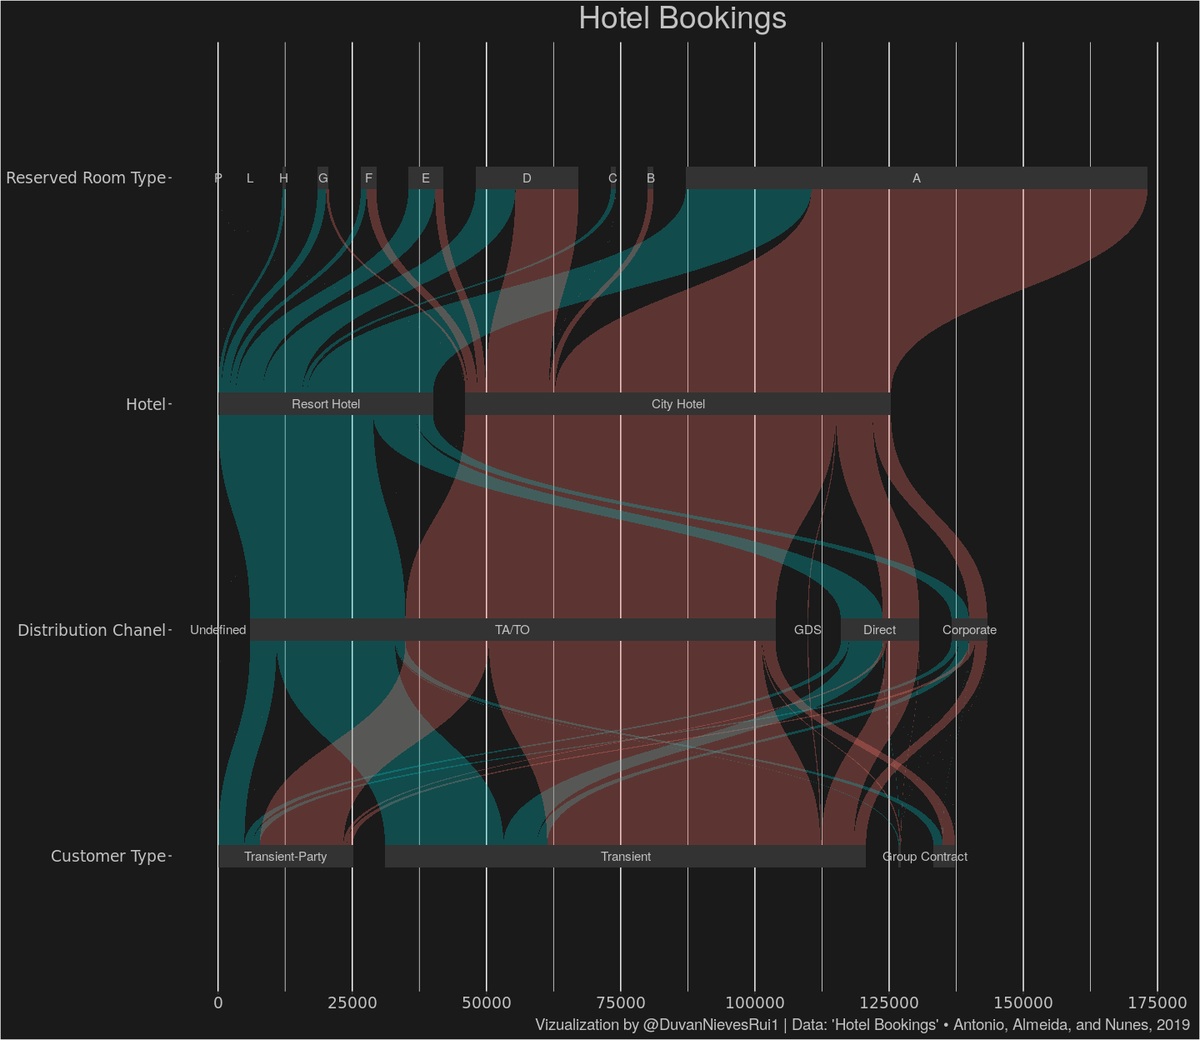 Hotel Bookings
Reserved Room Type
P L H G F E D C B A
Hotel
Resort Hotel City Hotel
Distribution Chanel
Undefined TA/TO GDS Direct Corporate
Customer Type
Transient-Party Transient Group Contract
0 25000 50000 75000 100000 125000 150000 175000
Vizualization by @DuvanNievesRui1 | Data: 'Hotel Bookings' • Antonio, Almeida, and Nunes, 2019